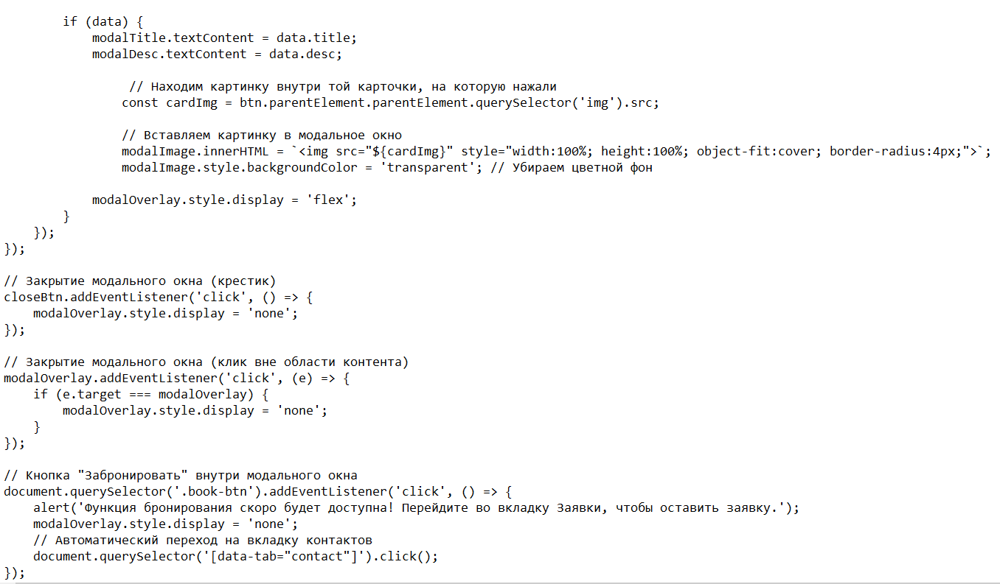 if (data) {
modalTitle.textContent = data.title;
modalDesc.textContent = data.desc;
// Находим картинку внутри той карточки, на которую нажали
const cardImg = btn.parentElement.parentElement.querySelector('img').src;
// Вставляем картинку в модальное окно
modalImage.innerHTML = `<img src="${cardImg}" style="width:100%; height:100%; object-fit:cover; border-radius:4px;">`;
modalImage.style.backgroundColor = 'transparent'; // Убираем цветной фон
modalOverlay.style.display = 'flex';
}
});
});
// Закрытие модального окна (крестик)
closeBtn.addEventListener('click', () => {
modalOverlay.style.display = 'none';
});
// Закрытие модального окна (клик вне области контента)
modalOverlay.addEventListener('click', (e) => {
if (e.target === modalOverlay) {
modalOverlay.style.display = 'none';
}
});
// Кнопка "Забронировать" внутри модального окна
document.querySelector('.book-btn').addEventListener('click', () => {
alert('Функция бронирования скоро будет доступна! Перейдите во вкладку Заявки, чтобы оставить заявку.');
modalOverlay.style.display = 'none';
// Автоматический переход на вкладку контактов
document.querySelector('[data-tab="contact"]').click();
});